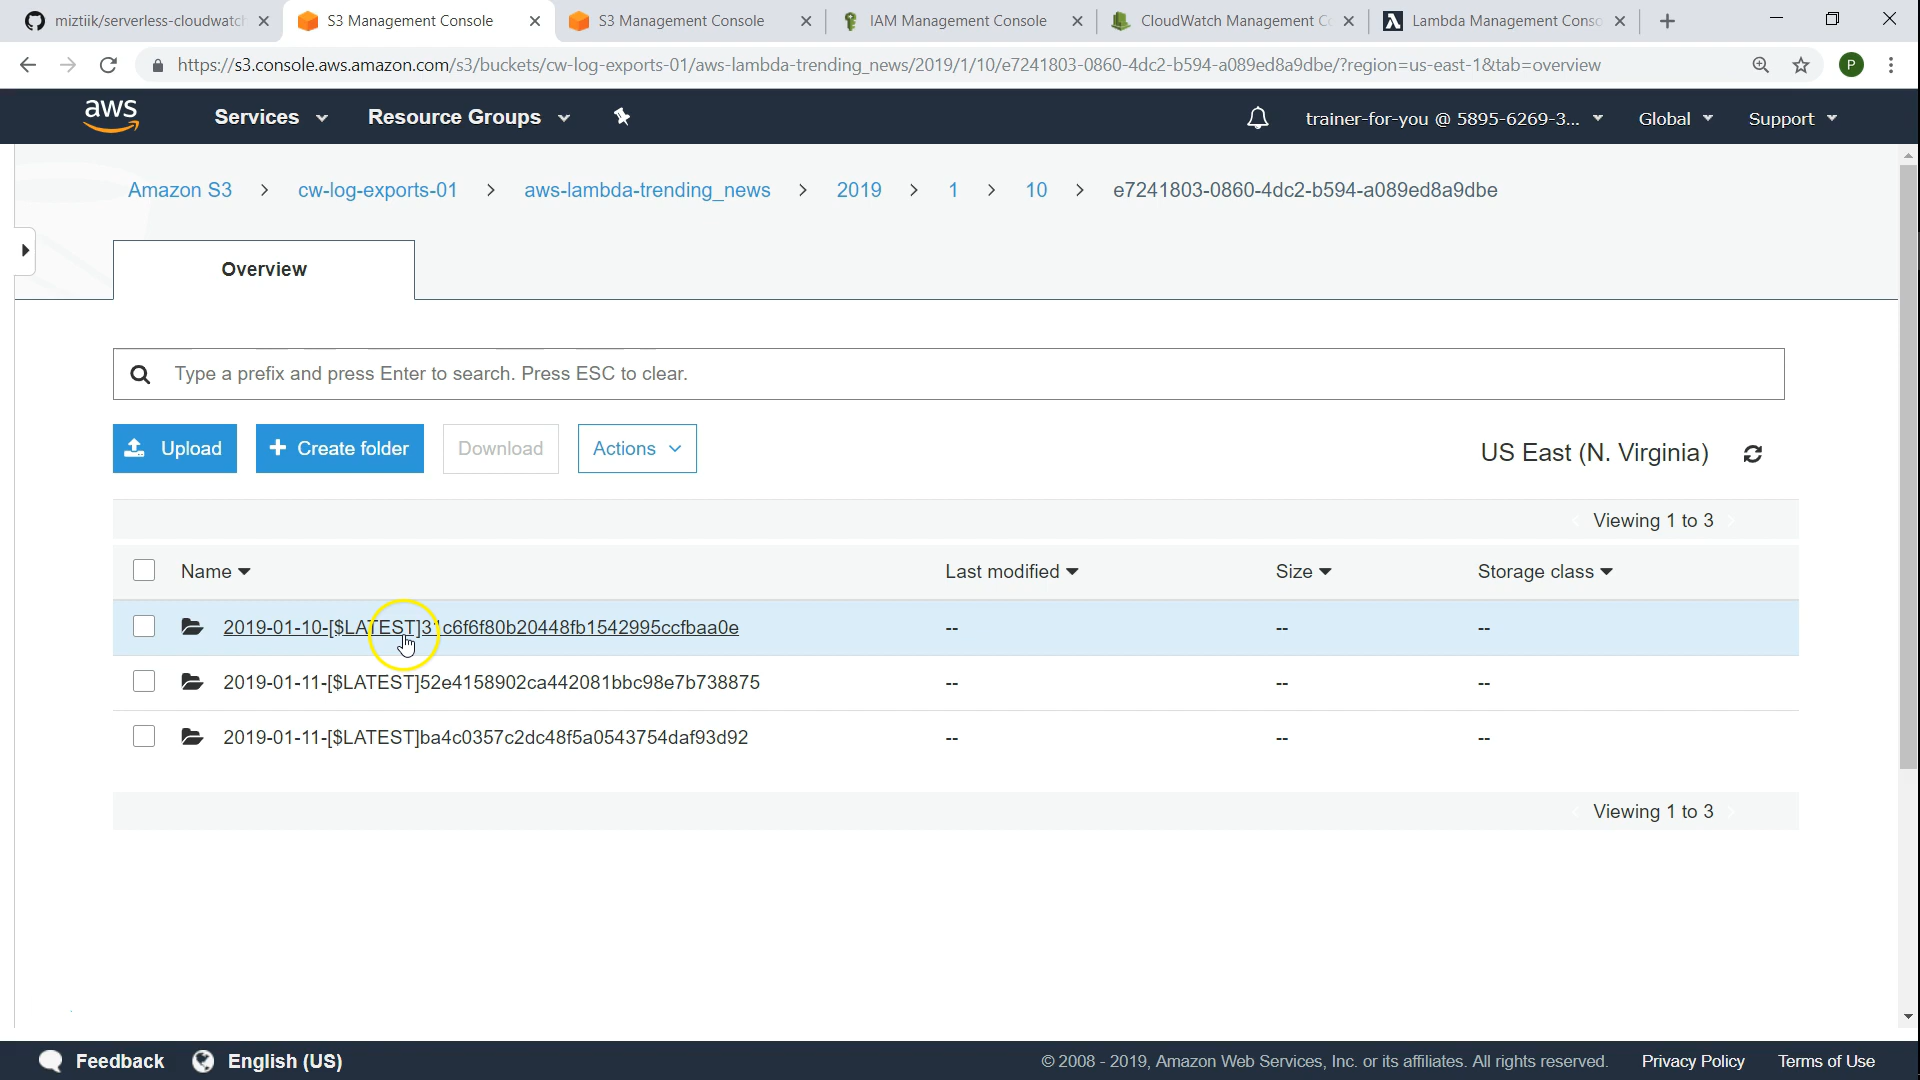 miztiik/serverless-cloudwatch
S3 Management Console
S3 Management Console
IAM Management Console
CloudWatch Management Co
Lambda Management Conso
https://s3.console.aws.amazon.com/s3/buckets/cw-log-exports-01/aws-lambda-trending_news/2019/1/10/e7241803-0860-4dc2-b594-a089ed8a9dbe/?region=us-east-1&tab=overview
P
aws
Services
Resource Groups
trainer-for-you @ 5895-6269-3...
Global
Support
Amazon S3 > cw-log-exports-01 > aws-lambda-trending_news > 2019 > 1 > 10 > e7241803-0860-4dc2-b594-a089ed8a9dbe
Overview
Type a prefix and press Enter to search. Press ESC to clear.
Upload
+ Create folder
Download
Actions
US East (N. Virginia)
Viewing 1 to 3
Name
Last modified
Size
Storage class
2019-01-10-[$LATEST]31c6f6f80b20448fb1542995ccfbaa0e -- -- --
2019-01-11-[$LATEST]52e4158902ca442081bbc98e7b738875 -- -- --
2019-01-11-[$LATEST]ba4c0357c2dc48f5a0543754daf93d92 -- -- --
Viewing 1 to 3
Feedback
English (US)
© 2008 - 2019, Amazon Web Services, Inc. or its affiliates. All rights reserved.
Privacy Policy
Terms of Use